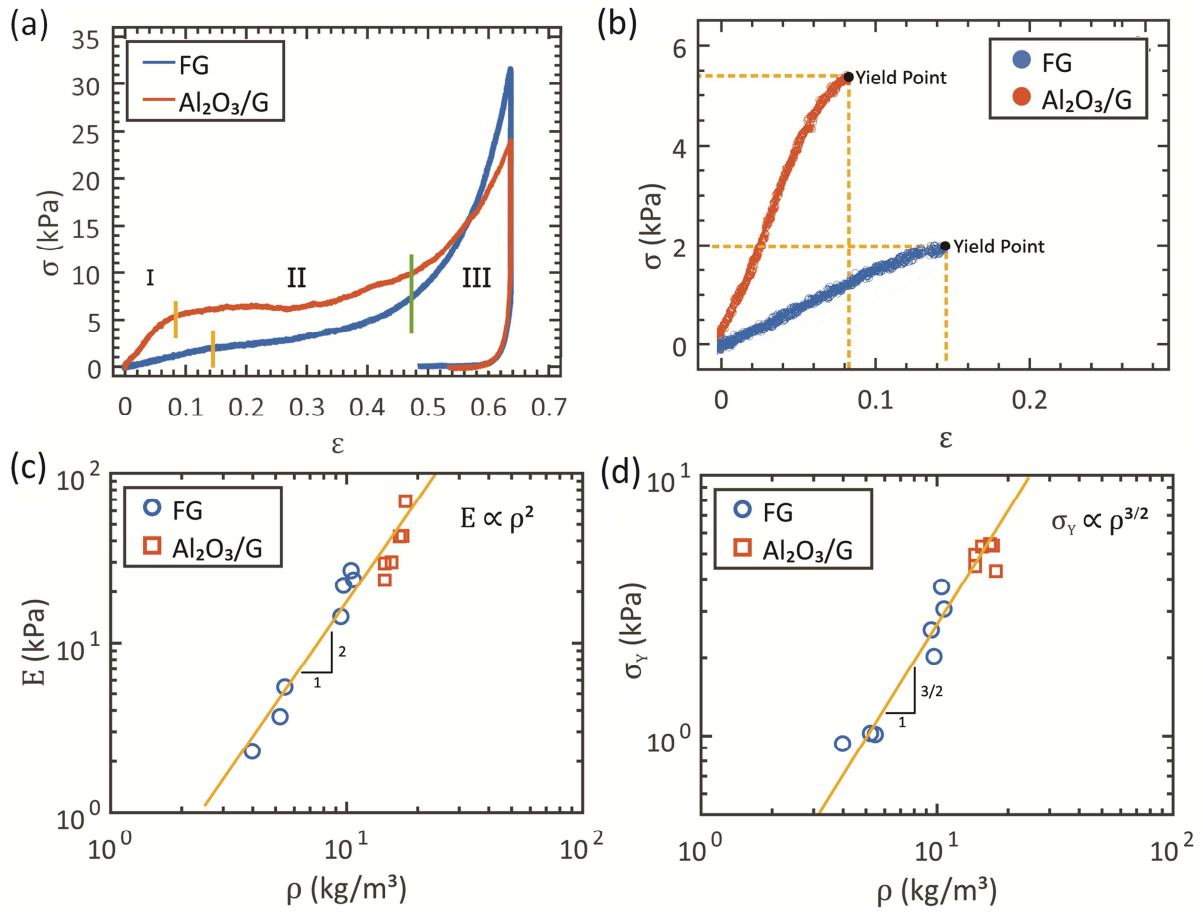 (a)
35
30
25
20
15
10
5
0
σ (kPa)
FG
Al₂O₃/G
I
II
III
0 0.1 0.2 0.3 0.4 0.5 0.6 0.7
ε
(b)
6
4
2
0
σ (kPa)
FG
Al₂O₃/G
Yield Point
Yield Point
0 0.1 0.2
ε
(c)
10²
10¹
10⁰
E (kPa)
FG
Al₂O₃/G
E ∝ ρ²
2
1
10⁰ 10¹ 10²
ρ (kg/m³)
(d)
10¹
10⁰
σY (kPa)
FG
Al₂O₃/G
σY ∝ ρ³/²
3/2
1
10⁰ 10¹ 10²
ρ (kg/m³)